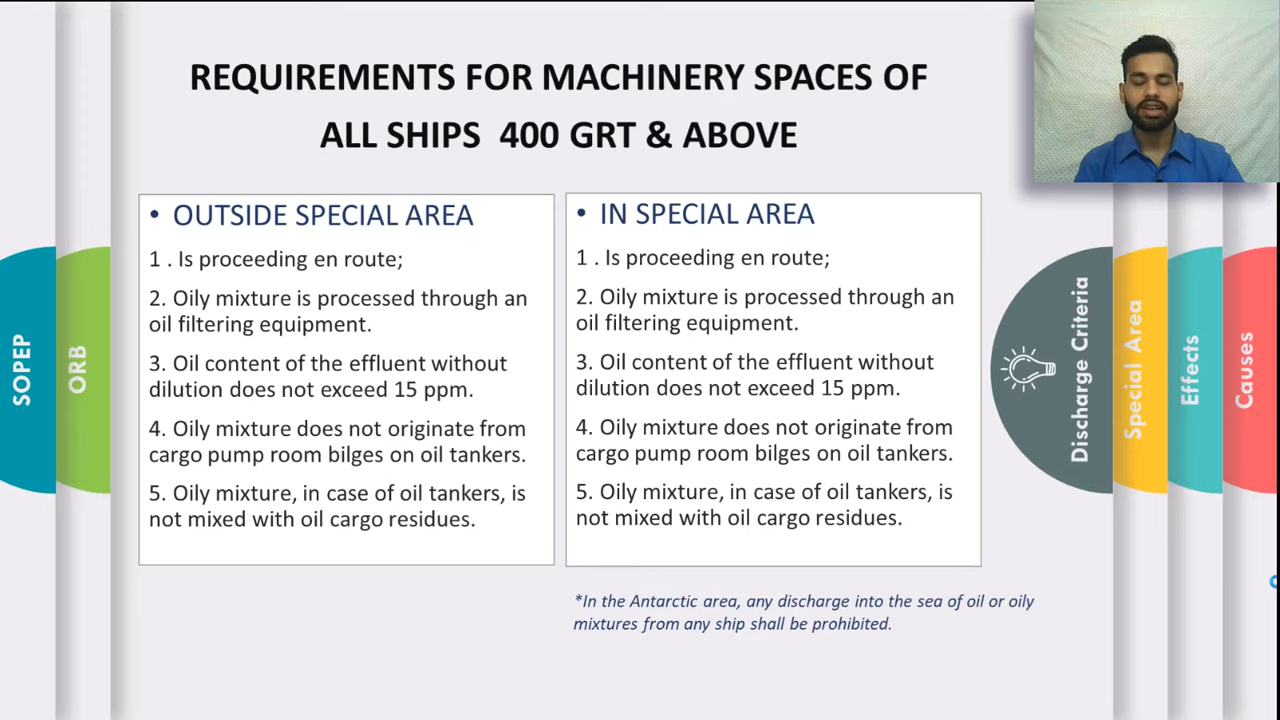 REQUIREMENTS FOR MACHINERY SPACES OF
ALL SHIPS 400 GRT & ABOVE
• OUTSIDE SPECIAL AREA
1 . Is proceeding en route;
2. Oily mixture is processed through an
oil filtering equipment.
3. Oil content of the effluent without
dilution does not exceed 15 ppm.
4. Oily mixture does not originate from
cargo pump room bilges on oil tankers.
5. Oily mixture, in case of oil tankers, is
not mixed with oil cargo residues.
• IN SPECIAL AREA
1 . Is proceeding en route;
2. Oily mixture is processed through an
oil filtering equipment.
3. Oil content of the effluent without
dilution does not exceed 15 ppm.
4. Oily mixture does not originate from
cargo pump room bilges on oil tankers.
5. Oily mixture, in case of oil tankers, is
not mixed with oil cargo residues.
*In the Antarctic area, any discharge into the sea of oil or oily
mixtures from any ship shall be prohibited.
SOPEP
ORB
Discharge Criteria
Special Area
Effects
Causes